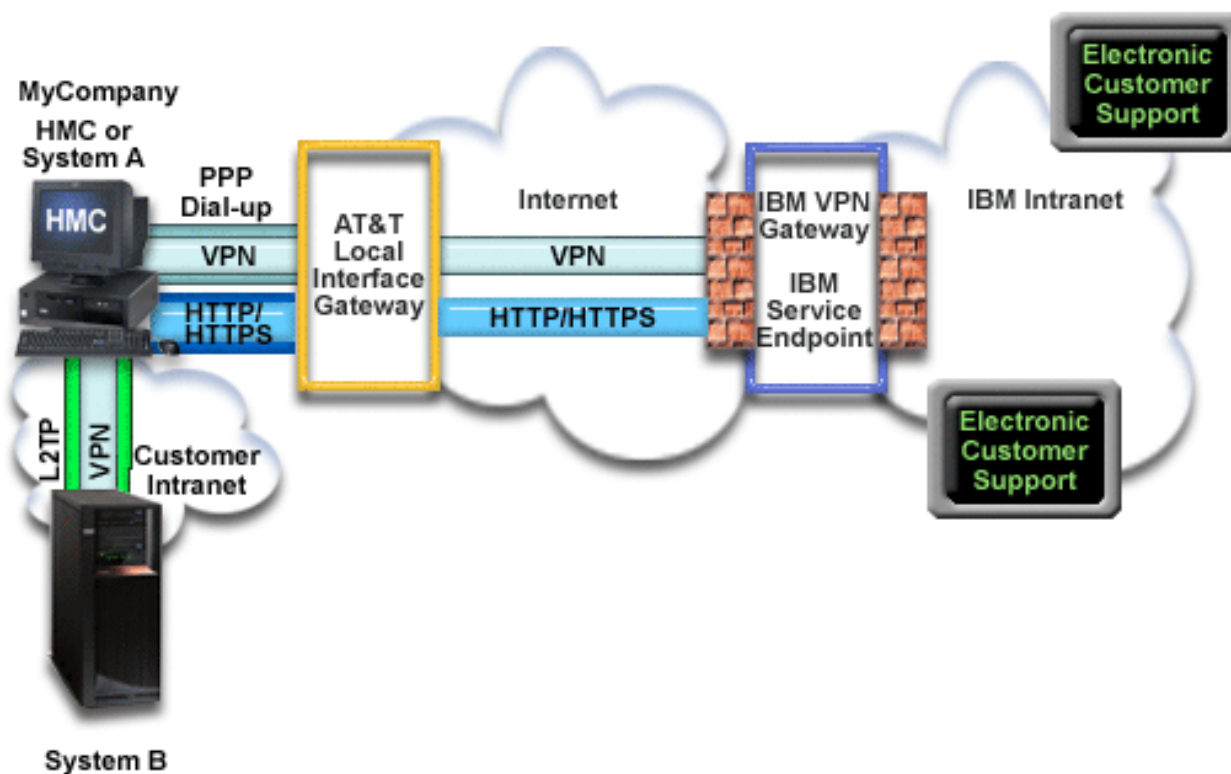 MyCompany
HMC or
System A
HMC
PPP
Dial-up
VPN
HTTP/
HTTPS
AT&T
Local
Interface
Gateway
Internet
VPN
HTTP/HTTPS
IBM VPN
Gateway
IBM
Service
Endpoint
IBM Intranet
Electronic
Customer
Support
Electronic
Customer
Support
L2TP
VPN
Customer
Intranet
System B